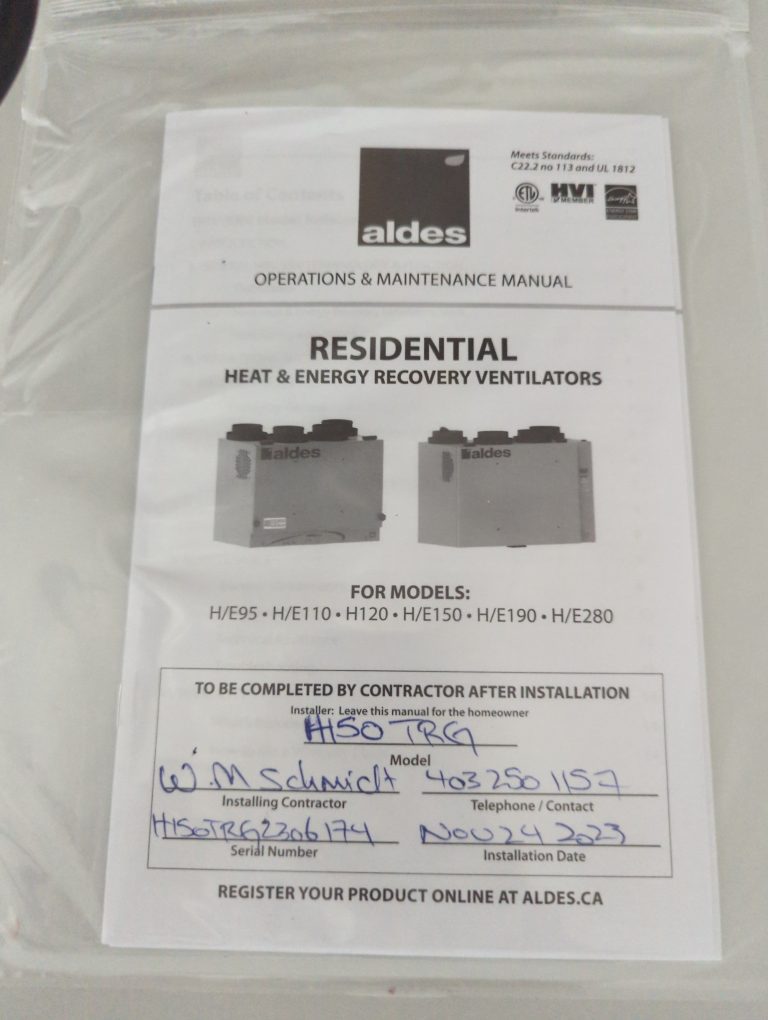 aldes
Meets Standards:
C22.2 no 113 and UL 1812
ETL
Intertek
HVI
MEMBER
OPERATIONS & MAINTENANCE MANUAL
RESIDENTIAL
HEAT & ENERGY RECOVERY VENTILATORS
aldes
aldes
FOR MODELS:
H/E95 • H/E110 • H120 • H/E150 • H/E190 • H/E280
TO BE COMPLETED BY CONTRACTOR AFTER INSTALLATION
Installer: Leave this manual for the homeowner
H150 TRG
Model
W.M Schmidt 403 250 1157
Installing Contractor Telephone / Contact
H150TRG2306174 NOV 24 2023
Serial Number Installation Date
REGISTER YOUR PRODUCT ONLINE AT ALDES.CA